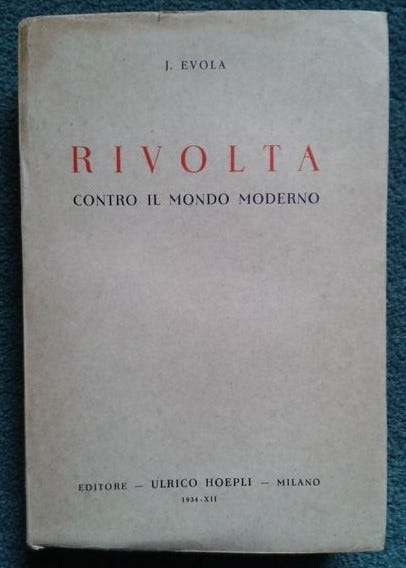 J. EVOLA
RIVOLTA
CONTRO IL MONDO MODERNO
EDITORE — ULRICO HOEPLI — MILANO
1934-XII